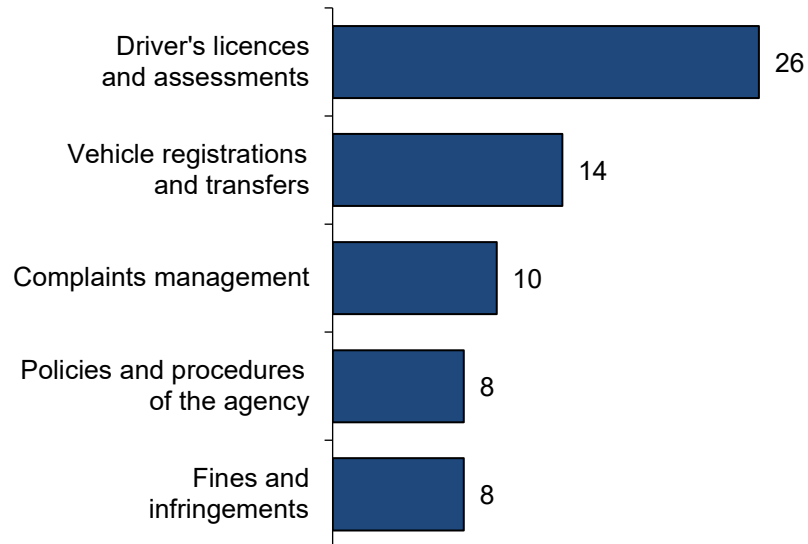 Driver's licences
and assessments
26
Vehicle registrations
and transfers
14
Complaints management
10
Policies and procedures
of the agency
8
Fines and
infringements
8